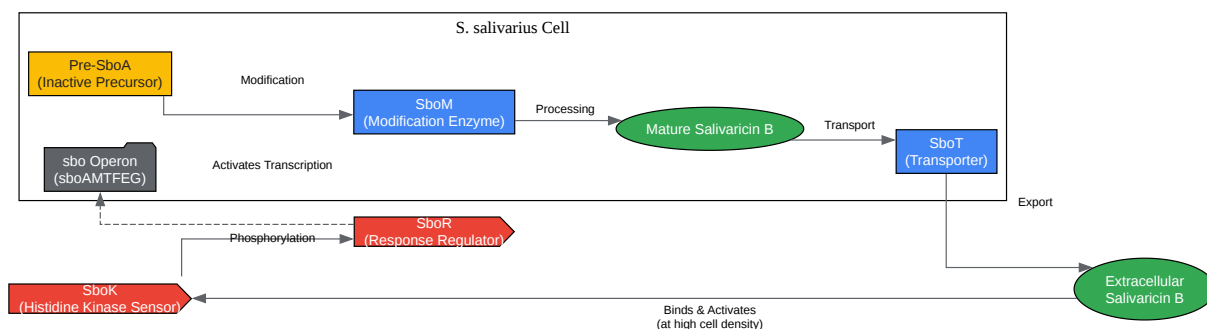 S. salivarius Cell
Pre-SboA
(Inactive Precursor)
Modification
SboM
(Modification Enzyme)
Processing
Mature Salivaricin B
Transport
SboT
(Transporter)
sbo Operon
(sboAMTFEG)
Activates Transcription
Export
SboR
(Response Regulator)
Phosphorylation
SboK
(Histidine Kinase Sensor)
Extracellular
Salivaricin B
Binds & Activates
(at high cell density)